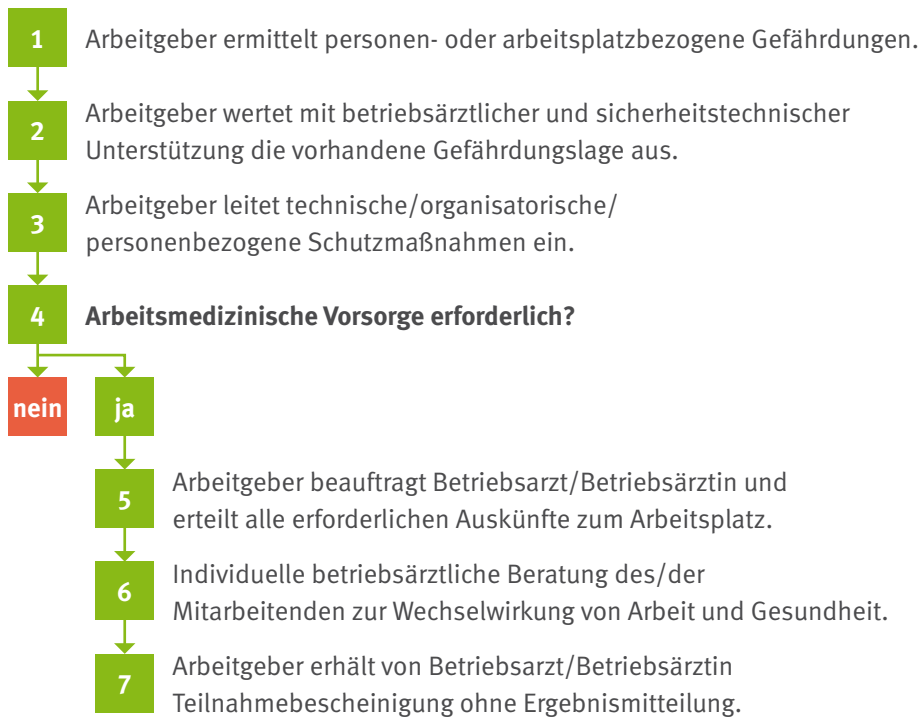 1 Arbeitgeber ermittelt personen- oder arbeitsplatzbezogene Gefährdungen.
2 Arbeitgeber wertet mit betriebsärztlicher und sicherheitstechnischer
Unterstützung die vorhandene Gefährdungslage aus.
3 Arbeitgeber leitet technische/organisatorische/
personenbezogene Schutzmaßnahmen ein.
4 Arbeitsmedizinische Vorsorge erforderlich?
nein ja
5 Arbeitgeber beauftragt Betriebsarzt/Betriebsärztin und
erteilt alle erforderlichen Auskünfte zum Arbeitsplatz.
6 Individuelle betriebsärztliche Beratung des/der
Mitarbeitenden zur Wechselwirkung von Arbeit und Gesundheit.
7 Arbeitgeber erhält von Betriebsarzt/Betriebsärztin
Teilnahmebescheinigung ohne Ergebnismitteilung.